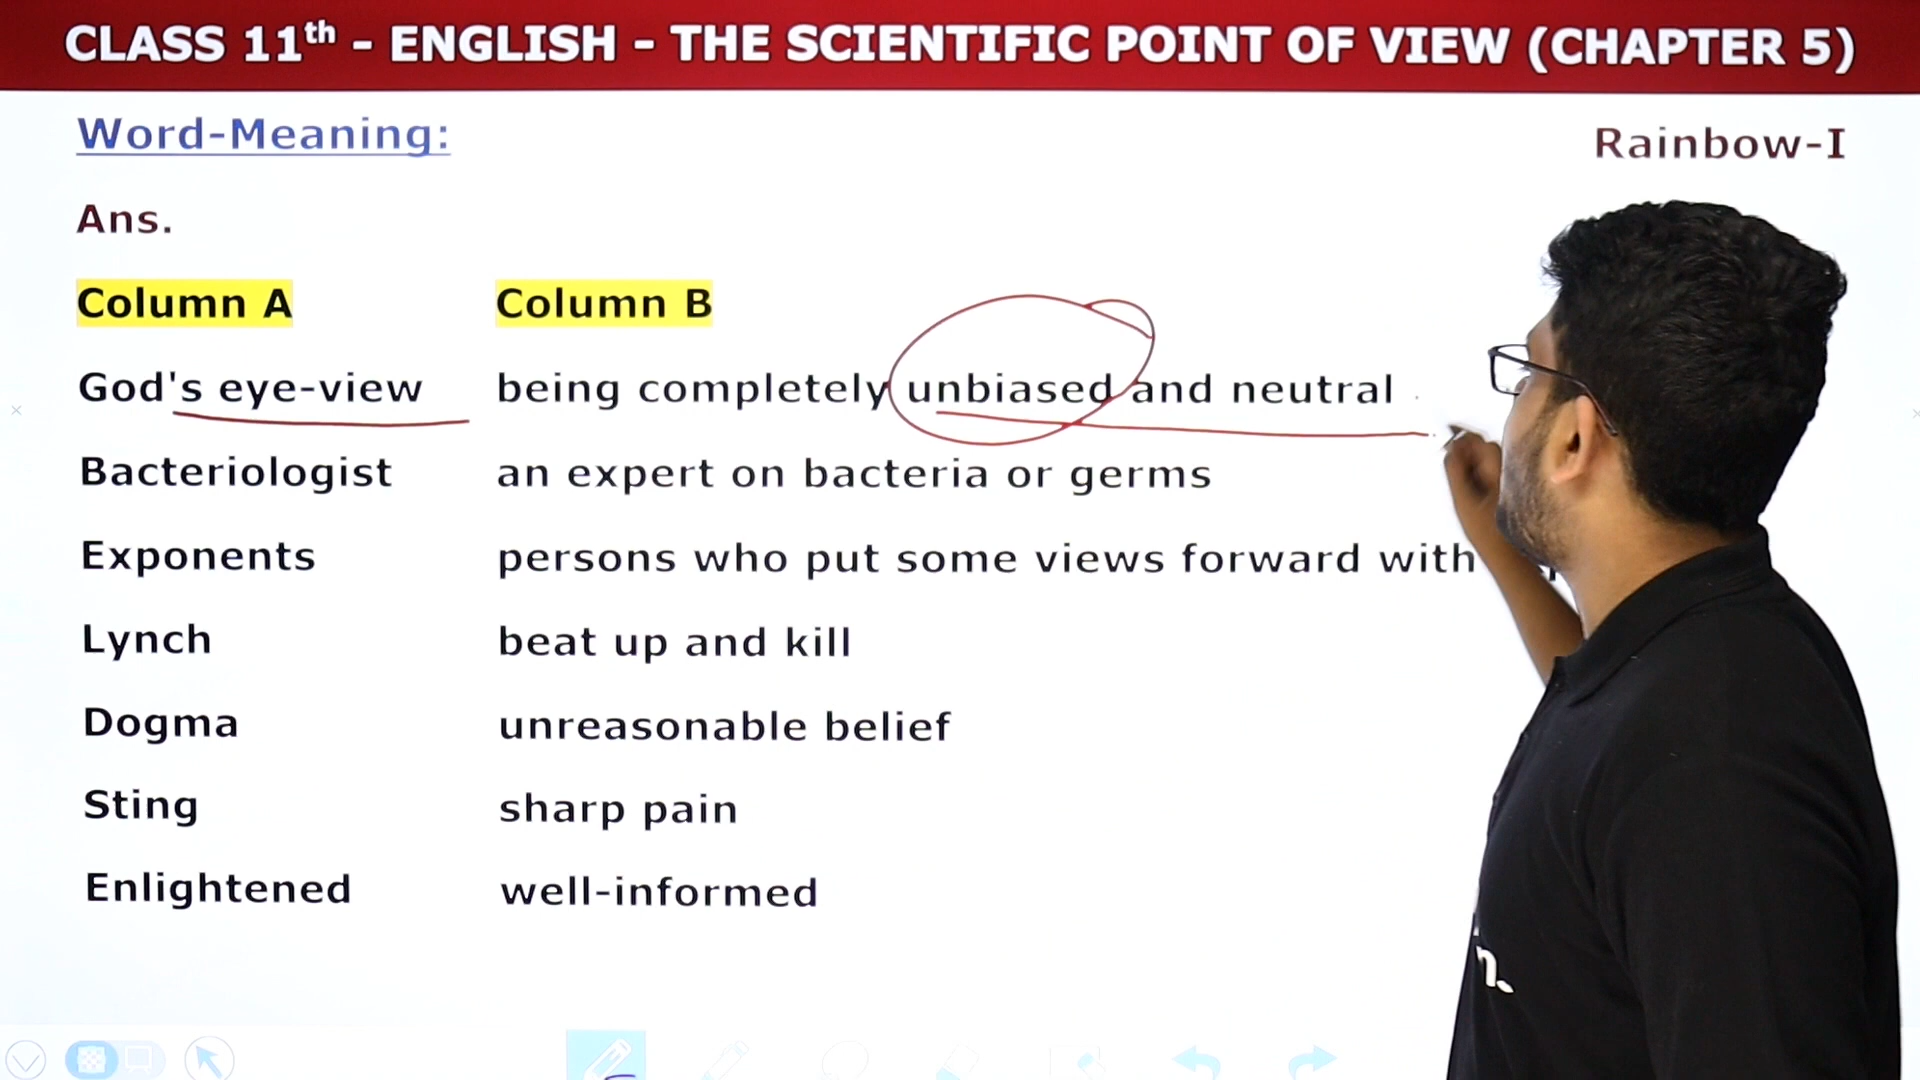 CLASS 11th - ENGLISH - THE SCIENTIFIC POINT OF VIEW (CHAPTER 5)
Word-Meaning:
Rainbow-I
Ans.
Column A Column B
God's eye-view being completely unbiased and neutral
Bacteriologist an expert on bacteria or germs
Exponents persons who put some views forward with
Lynch beat up and kill
Dogma unreasonable belief
Sting sharp pain
Enlightened well-informed
n.